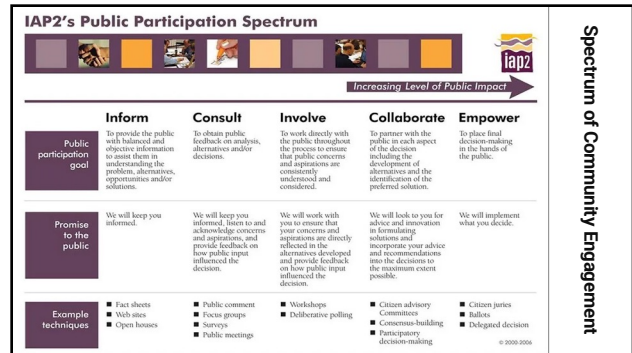 IAP2's Public Participation Spectrum
iap2
Increasing Level of Public Impact
Inform
Consult
Involve
Collaborate
Empower
Public
participation
goal
To provide the public
with balanced and
objective information
to assist them in
understanding the
problem, alternatives,
opportunities and/or
solutions.
To obtain public
feedback on analysis,
alternatives and/or
decisions.
To work directly with
the public throughout
the process to ensure
that public concerns
and aspirations are
consistently
understood and
considered.
To partner with the
public in each aspect
of the decision
including the
development of
alternatives and the
identification of the
preferred solution.
To place final
decision-making
in the hands of
the public.
Promise
to the
public
We will keep you
informed.
We will keep you
informed, listen to and
acknowledge concerns
and aspirations, and
provide feedback on
how public input
influenced the
decision.
We will work with
you to ensure that
your concerns and
aspirations are directly
reflected in the
alternatives developed
and provide feedback
on how public input
influenced the decision.
We will look to you for
advice and innovation
in formulating
solutions and
incorporate your advice
and recommendations
into the decisions to
the maximum extent
possible.
We will implement
what you decide.
Example
techniques
■ Fact sheets
■ Web sites
■ Open houses
■ Public comment
■ Focus groups
■ Surveys
■ Public meetings
■ Workshops
■ Deliberative polling
■ Citizen advisory
Committees
■ Consensus-building
■ Participatory
decision-making
■ Citizen juries
■ Ballots
■ Delegated decision
© 2000-2006
Spectrum of Community Engagement